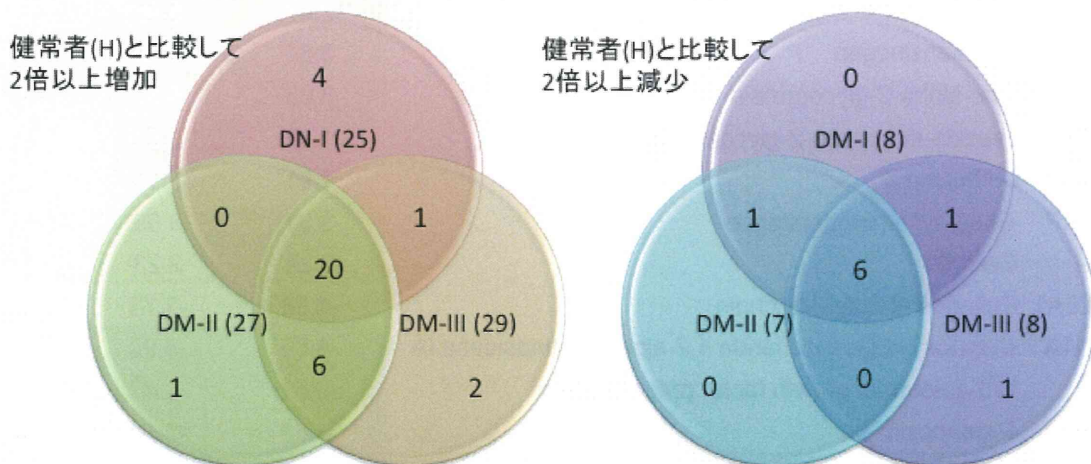 健常者(H)と比較して
2倍以上増加
4
DN-I (25)
0
1
20
DM-II (27)
DM-III (29)
6
1
2
健常者(H)と比較して
2倍以上減少
0
DM-I (8)
1
1
6
DM-II (7)
DM-III (8)
0
0
1